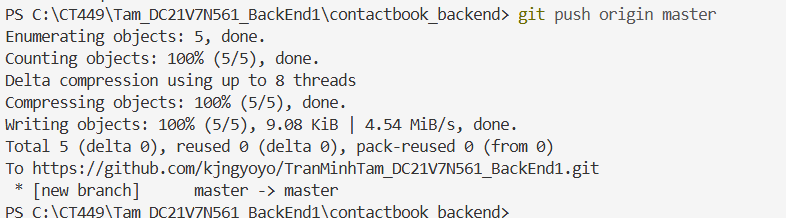 PS C:\CT449\Tam_DC21V7N561_BackEnd1\contactbook_backend> git push origin master
Enumerating objects: 5, done.
Counting objects: 100% (5/5), done.
Delta compression using up to 8 threads
Compressing objects: 100% (5/5), done.
Writing objects: 100% (5/5), 9.08 KiB | 4.54 MiB/s, done.
Total 5 (delta 0), reused 0 (delta 0), pack-reused 0 (from 0)
To https://github.com/kjngyoyo/TranMinhTam_DC21V7N561_BackEnd1.git
 * [new branch]      master -> master
PS C:\CT449\Tam_DC21V7N561_BackEnd1\contactbook_backend>